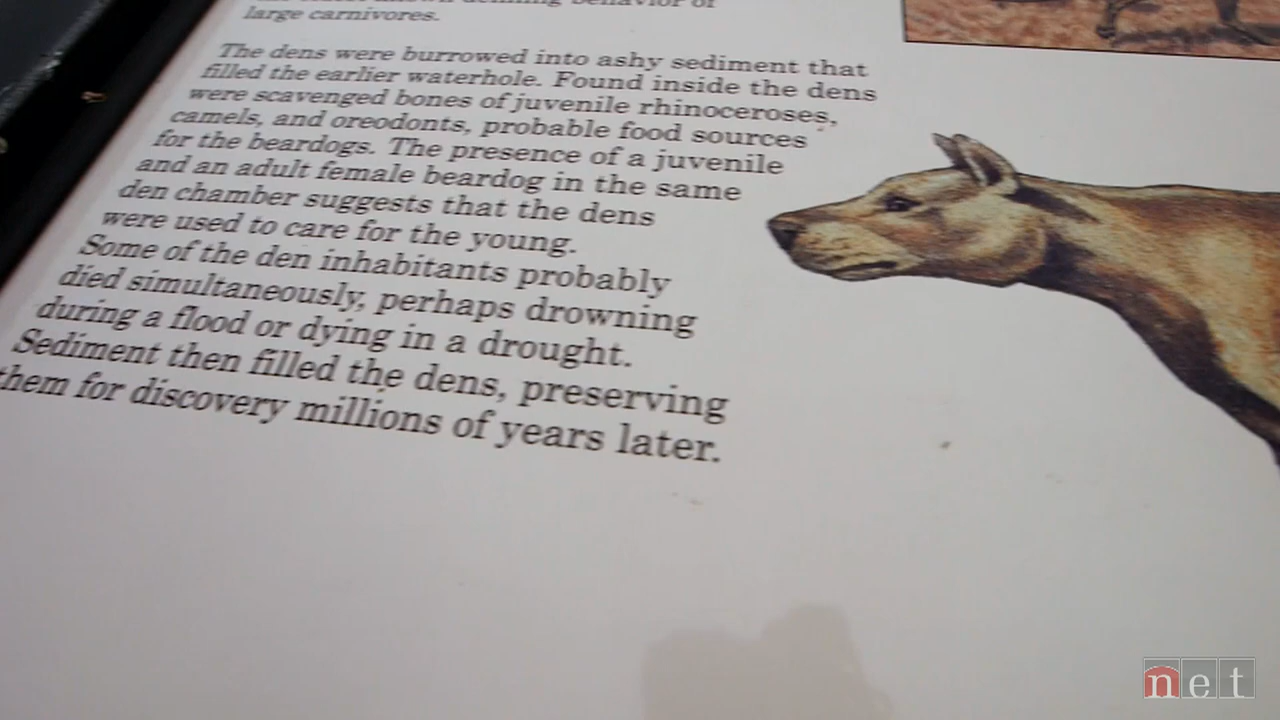 denning behavior of
large carnivores.
The dens were burrowed into ashy sediment that
filled the earlier waterhole. Found inside the dens
were scavenged bones of juvenile rhinoceroses,
camels, and oreodonts, probable food sources
for the beardogs. The presence of a juvenile
and an adult female beardog in the same
den chamber suggests that the dens
were used to care for the young.
Some of the den inhabitants probably
died simultaneously, perhaps drowning
during a flood or dying in a drought.
Sediment then filled the dens, preserving
them for discovery millions of years later.
net